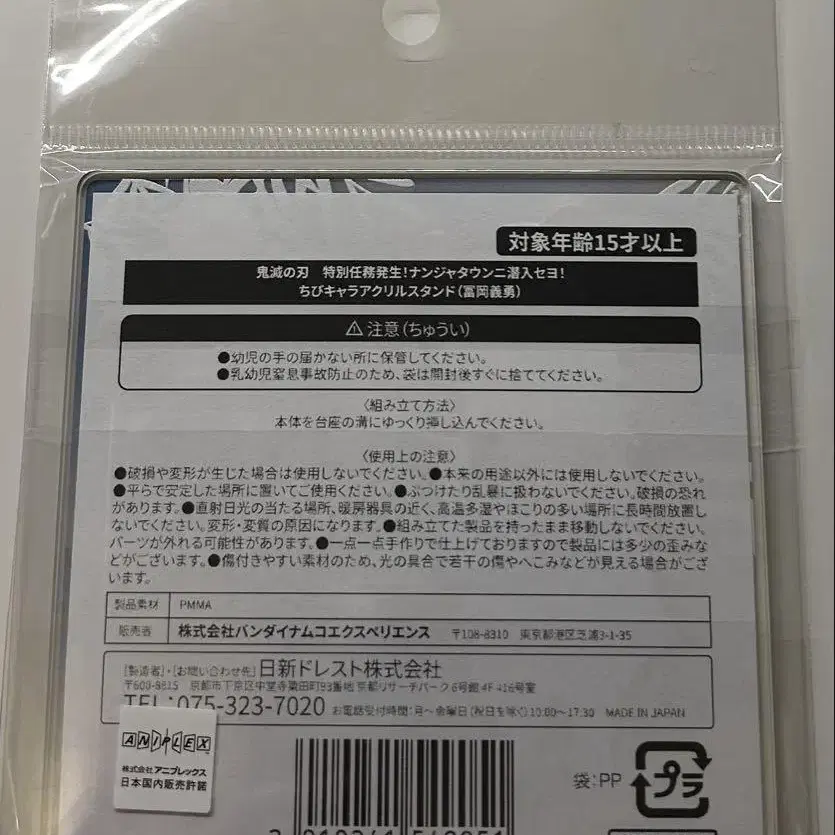 対象年齢15才以上
鬼滅の刃　特別任務発生!ナンジャタウンニ潜入セヨ!
ちびキャラアクリルスタンド(冨岡義勇)
⚠注意(ちゅうい)
●幼児の手の届かない所に保管してください。
●乳幼児窒息事故防止のため、袋は開封後すぐに捨ててください。
〈組み立て方法〉
本体を台座の溝にゆっくり挿し込んでください。
〈使用上の注意〉
●破損や変形が生じた場合は使用しないでください。●本来の用途以外には使用しないでください。
●平らで安定した場所に置いてご使用ください。●ぶつけたり乱暴に扱わないでください。破損の恐れ
があります。●直射日光の当たる場所、暖房器具の近く、高温多湿やほこりの多い場所に長時間放置し
ないでください。変形・変質の原因になります。●組み立てた製品を持ったまま移動しないでください。
パーツが外れる可能性があります。●一点一点手作りで仕上げておりますので製品には多少の歪みな
どがございます。●傷付きやすい素材のため、光の具合で若干の傷やへこみなどが見える場合がござ
います。
製品素材　PMMA
販売者　株式会社バンダイナムコエクスペリエンス　〒108-8310　東京都港区芝浦3-1-35
[製造者]・[お問い合わせ先]日新ドレスト株式会社
〒600-8815　京都市下京区中堂寺粟田町93番地 京都リサーチパーク6号館4F 416号室
TEL:075-323-7020 お電話受付時間:月〜金曜日(祝日を除く)10:00〜17:30　MADE IN JAPAN
ANIPLEX
株式会社アニプレックス
日本国内販売許諾
袋:PP
プラ